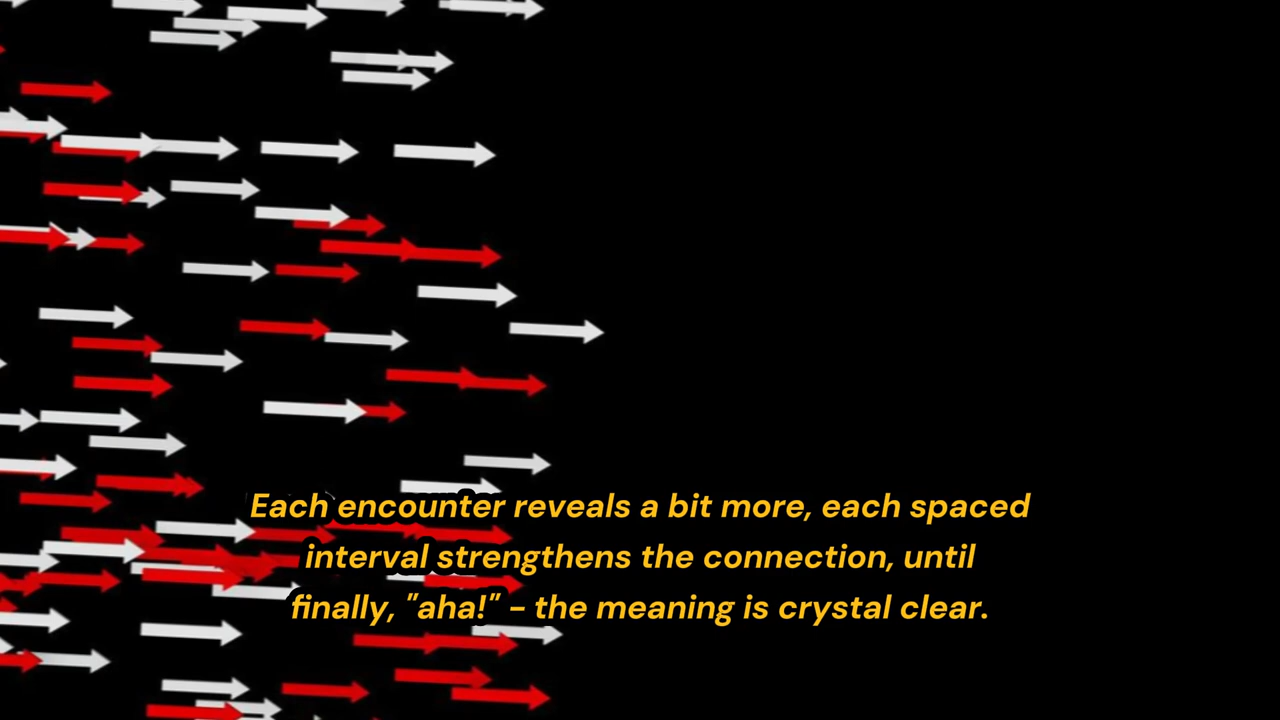 Each encounter reveals a bit more, each spaced
interval strengthens the connection, until
finally, "aha!" – the meaning is crystal clear.